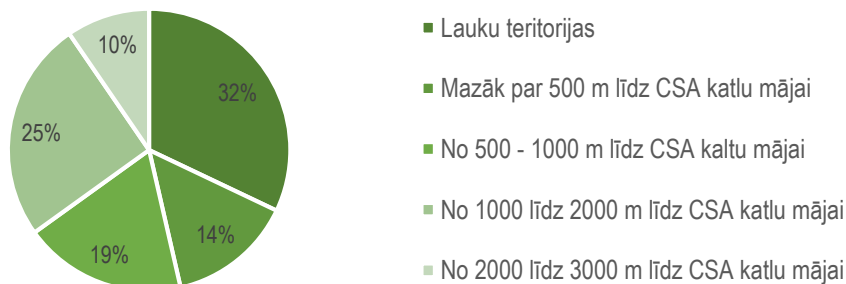 10%
32%
25%
14%
19%
Lauku teritorijas
Mazāk par 500 m līdz CSA katlu mājai
No 500 - 1000 m līdz CSA kaltu mājai
No 1000 līdz 2000 m līdz CSA katlu mājai
No 2000 līdz 3000 m līdz CSA katlu mājai